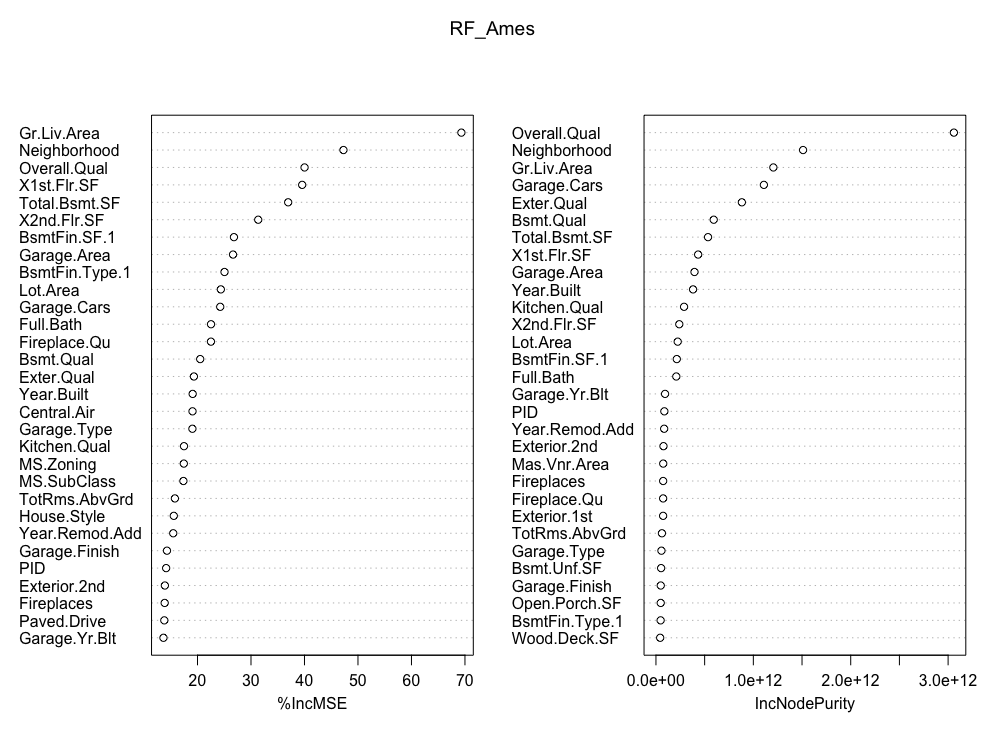 RF_Ames
Gr.Liv.Area
Neighborhood
Overall.Qual
X1st.Flr.SF
Total.Bsmt.SF
X2nd.Flr.SF
BsmtFin.SF.1
Garage.Area
BsmtFin.Type.1
Lot.Area
Garage.Cars
Full.Bath
Fireplace.Qu
Bsmt.Qual
Exter.Qual
Year.Built
Central.Air
Garage.Type
Kitchen.Qual
MS.Zoning
MS.SubClass
TotRms.AbvGrd
House.Style
Year.Remod.Add
Garage.Finish
PID
Exterior.2nd
Fireplaces
Paved.Drive
Garage.Yr.Blt
20 30 40 50 60 70
%IncMSE
Overall.Qual
Neighborhood
Gr.Liv.Area
Garage.Cars
Exter.Qual
Bsmt.Qual
Total.Bsmt.SF
X1st.Flr.SF
Garage.Area
Year.Built
Kitchen.Qual
X2nd.Flr.SF
Lot.Area
BsmtFin.SF.1
Full.Bath
Garage.Yr.Blt
PID
Year.Remod.Add
Exterior.2nd
Mas.Vnr.Area
Fireplaces
Fireplace.Qu
Exterior.1st
TotRms.AbvGrd
Garage.Type
Bsmt.Unf.SF
Garage.Finish
Open.Porch.SF
BsmtFin.Type.1
Wood.Deck.SF
0.0e+00 1.0e+12 2.0e+12 3.0e+12
IncNodePurity